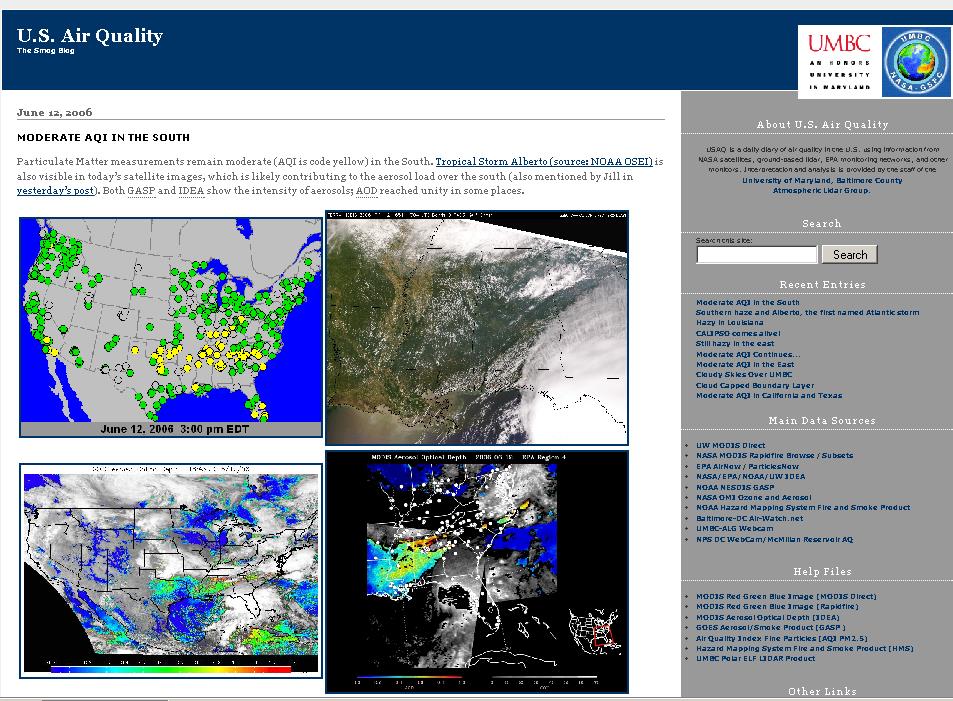 U.S. Air Quality
The Smog Blog
UMBC
AN HONORS
UNIVERSITY
IN MARYLAND
UMBC
NASA-GSFC
June 12, 2006
MODERATE AQI IN THE SOUTH
Particulate Matter measurements remain moderate (AQI is code yellow) in the South. Tropical Storm Alberto (source: NOAA OSEI) is
also visible in today's satellite images, which is likely contributing to the aerosol load over the south (also mentioned by Jill in
yesterday's post). Both GASP and IDEA show the intensity of aerosols; AOD reached unity in some places.
June 12, 2006 3:00 pm EDT
MODIS Aerosol Optical Depth 2006 06 12 EPA Region 4
AOD
COT
About U.S. Air Quality
USAQ is a daily diary of air quality in the U.S. using information from
NASA satellites, ground-based lidar, EPA monitoring networks, and other
monitors. Interpretation and analysis is provided by the staff of the
University of Maryland, Baltimore County
Atmospheric Lidar Group.
Search
Search this site:
Search
Recent Entries
Moderate AQI in the South
Southern haze and Alberto, the first named Atlantic storm
Hazy in Louisiana
CALIPSO comes alive!
Still hazy in the east
Moderate AQI Continues...
Moderate AQI in the East
Cloudy Skies Over UMBC
Cloud Capped Boundary Layer
Moderate AQI in California and Texas
Main Data Sources
UW MODIS Direct
NASA MODIS Rapidfire Browse / Subsets
EPA AirNow / ParticlesNow
NASA/EPA/NOAA/UW IDEA
NOAA NESDIS GASP
NASA OMI Ozone and Aerosol
NOAA Hazard Mapping System Fire and Smoke Product
Baltimore-DC Air-Watch.net
UMBC-ALG Webcam
NPS DC WebCam/McMillan Reservoir AQ
Help Files
MODIS Red Green Blue Image (MODIS Direct)
MODIS Red Green Blue Image (Rapidfire)
MODIS Aerosol Optical Depth (IDEA)
GOES Aerosol/Smoke Product (GASP )
Air Quality Index Fine Particles (AQI PM2.5)
Hazard Mapping System Fire and Smoke Product (HMS)
UMBC Polar ELF LIDAR Product
Other Links